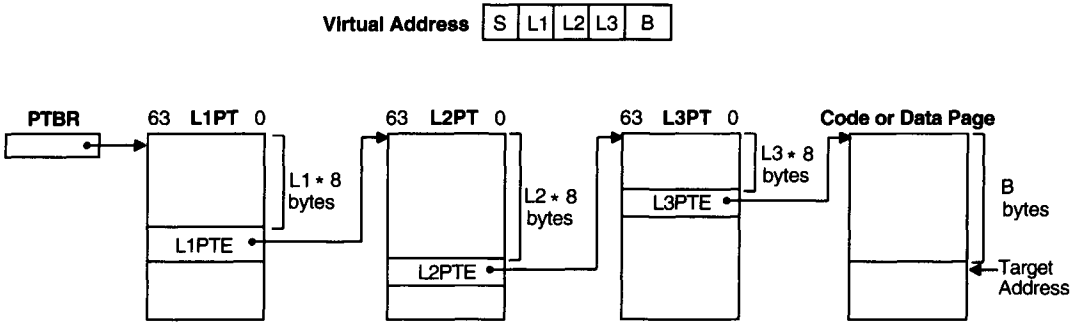 Virtual Address S L1 L2 L3 B
PTBR
63 L1PT 0
63 L2PT 0
63 L3PT 0
Code or Data Page
L1 * 8
bytes
L2 * 8
bytes
L3 * 8
bytes
B
bytes
L1PTE
L2PTE
L3PTE
Target
Address